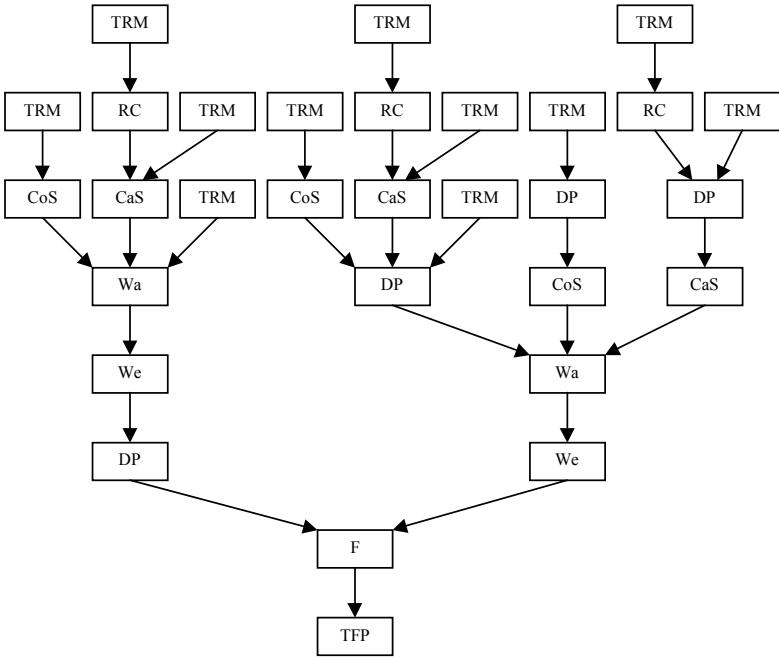 TRM TRM TRM
TRM RC TRM TRM RC TRM TRM RC TRM
CoS CaS TRM CoS CaS TRM DP DP
Wa DP CoS CaS
We Wa
DP We
F
TFP